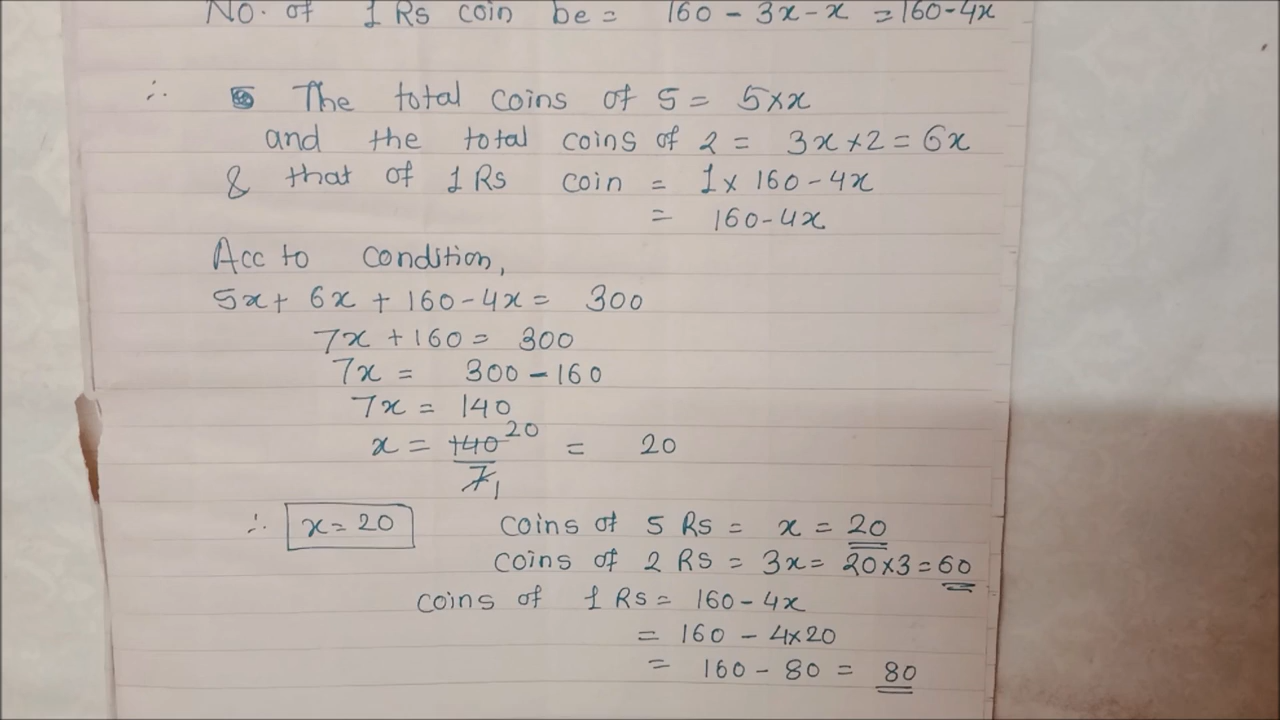 No. of 1 Rs coin be = 160 - 3x - x = 160-4x
∴ The total coins of 5 = 5×x
and the total coins of 2 = 3x×2 = 6x
& that of 1 Rs coin = 1× 160-4x
= 160-4x
Acc to condition,
5x + 6x + 160-4x = 300
7x + 160 = 300
7x = 300 - 160
7x = 140
x = 140/7 20 1 = 20
∴ x = 20 coins of 5 Rs = x = 20
coins of 2 Rs = 3x = 20×3 = 60
coins of 1 Rs = 160-4x
= 160 - 4×20
= 160 - 80 = 80